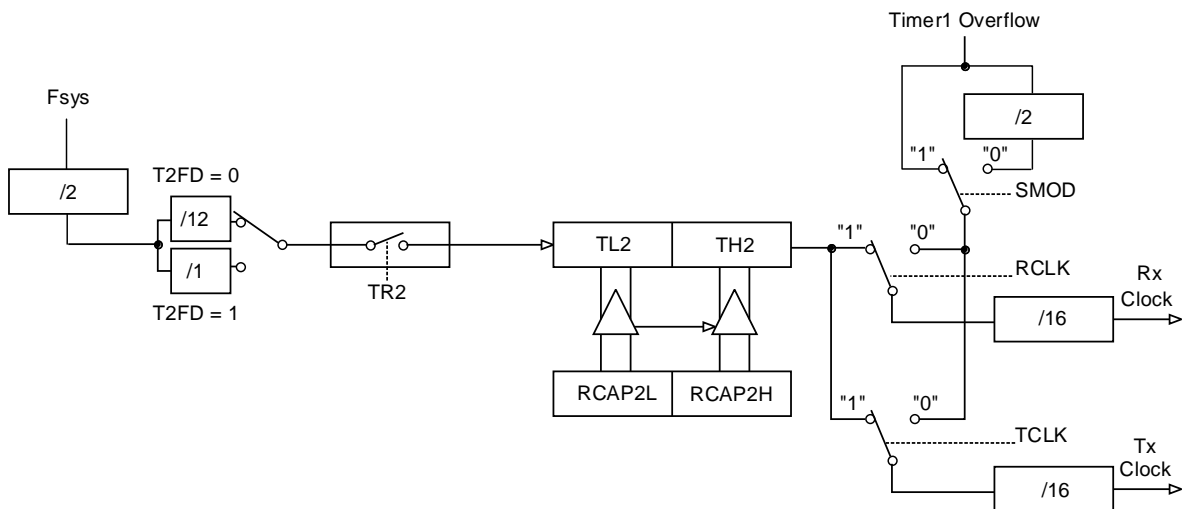 Timer1 Overflow
Fsys
/2
"1"
"0"
SMOD
T2FD = 0
/2
/12
/1
T2FD = 1
TR2
TL2
TH2
RCAP2L
RCAP2H
"1"
"0"
RCLK
Rx
Clock
/16
"1"
"0"
TCLK
Tx
Clock
/16